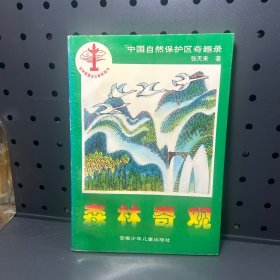 中国自然保护区奇趣录
张天来 著
森林奇观
安徽少年儿童出版社